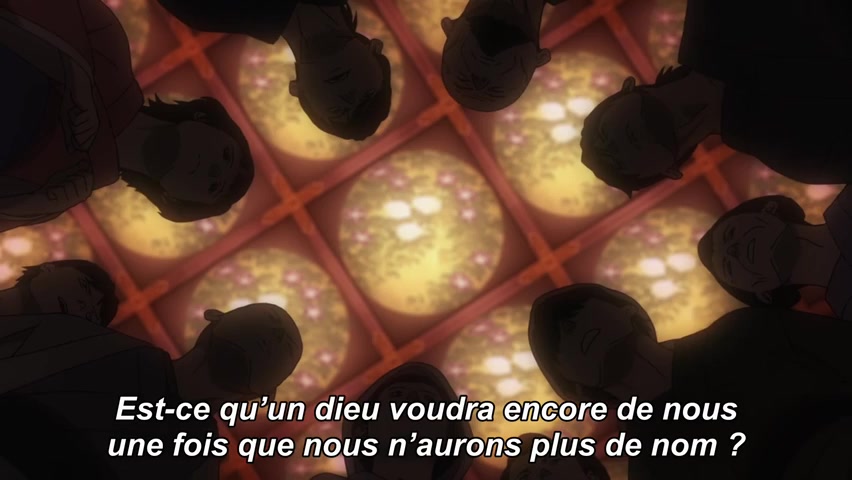 Est-ce qu’un dieu voudra encore de nous
une fois que nous n’aurons plus de nom ?